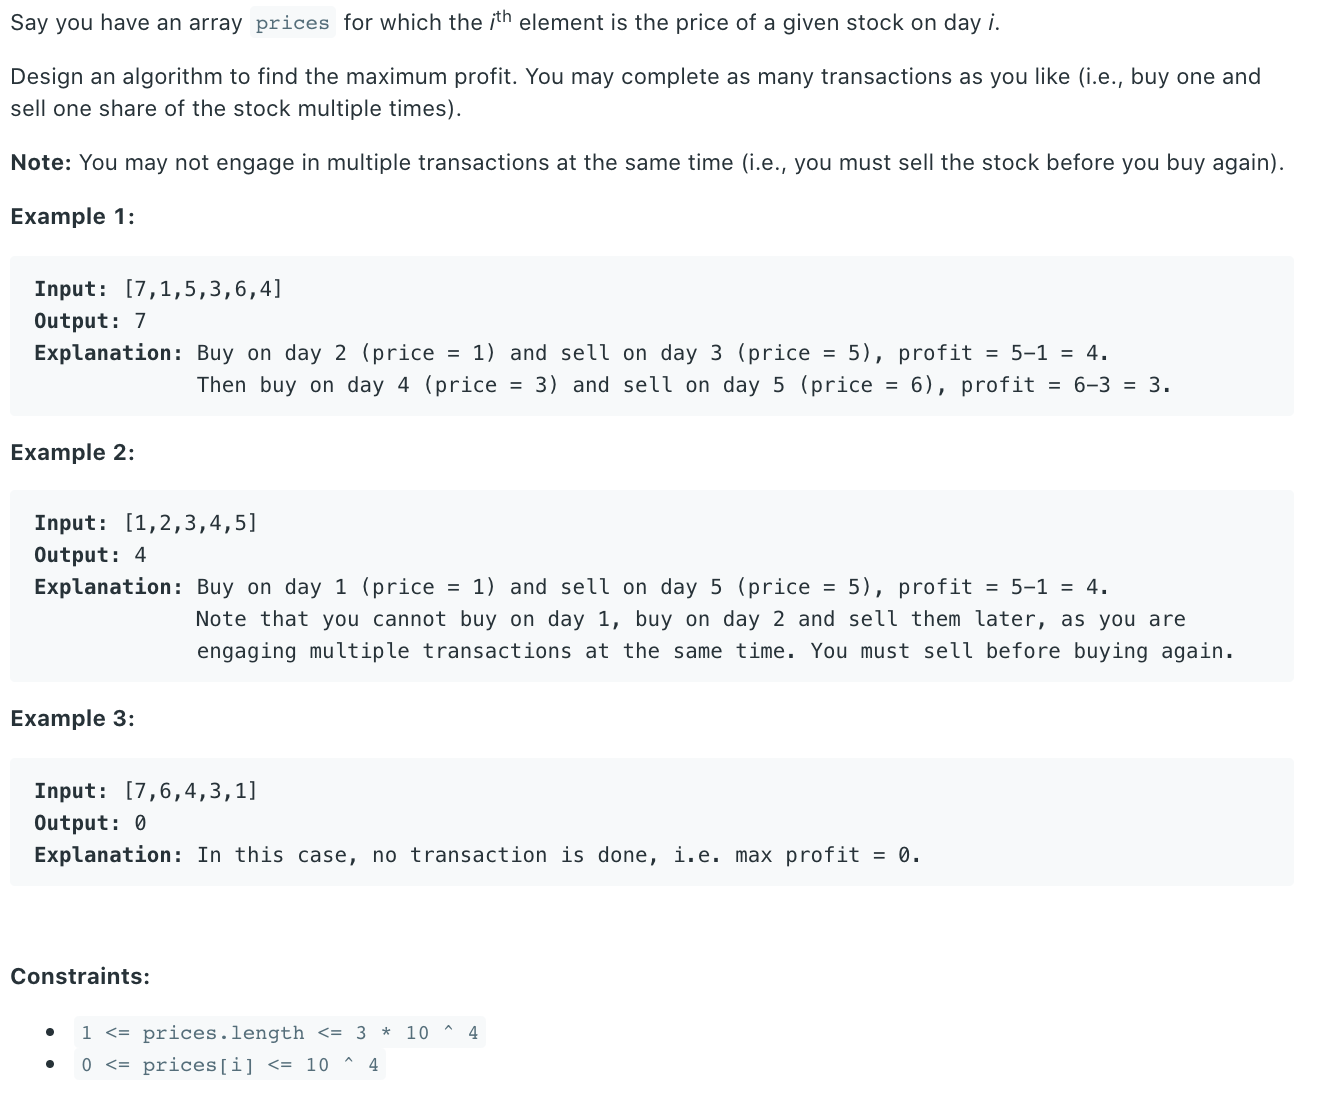 Say you have an array prices for which the ith element is the price of a given stock on day i.
Design an algorithm to find the maximum profit. You may complete as many transactions as you like (i.e., buy one and
sell one share of the stock multiple times).
Note: You may not engage in multiple transactions at the same time (i.e., you must sell the stock before you buy again).
Example 1:
Input: [7,1,5,3,6,4]
Output: 7
Explanation: Buy on day 2 (price = 1) and sell on day 3 (price = 5), profit = 5-1 = 4.
Then buy on day 4 (price = 3) and sell on day 5 (price = 6), profit = 6-3 = 3.
Example 2:
Input: [1,2,3,4,5]
Output: 4
Explanation: Buy on day 1 (price = 1) and sell on day 5 (price = 5), profit = 5-1 = 4.
Note that you cannot buy on day 1, buy on day 2 and sell them later, as you are
engaging multiple transactions at the same time. You must sell before buying again.
Example 3:
Input: [7,6,4,3,1]
Output: 0
Explanation: In this case, no transaction is done, i.e. max profit = 0.
Constraints:
• 1 <= prices.length <= 3 * 10 ^ 4
• 0 <= prices[i] <= 10 ^ 4